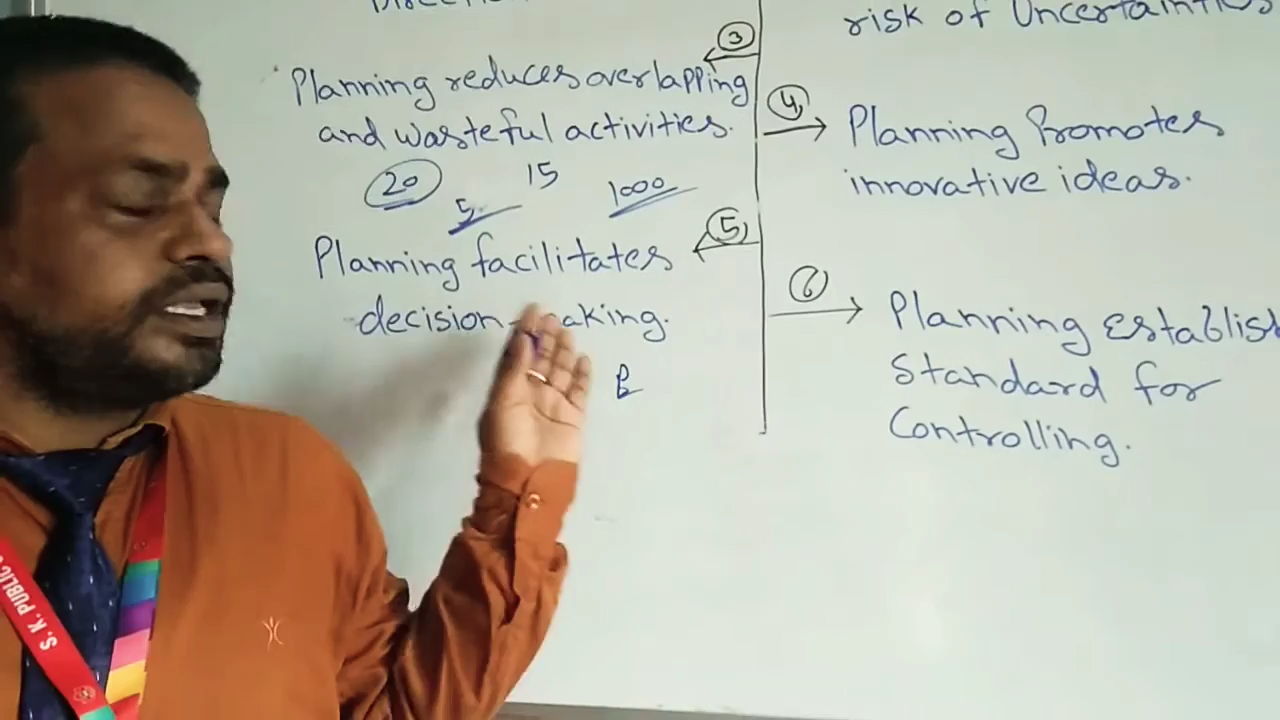 risk of Uncertainties
③
Planning reduces overlapping
and wasteful activities.
20
5
15
1000
④
Planning Promotes
innovative ideas.
⑤
Planning facilitates
decision-making.
⑥
Planning Establish
Standard for
Controlling.
S. K. PUBLIC